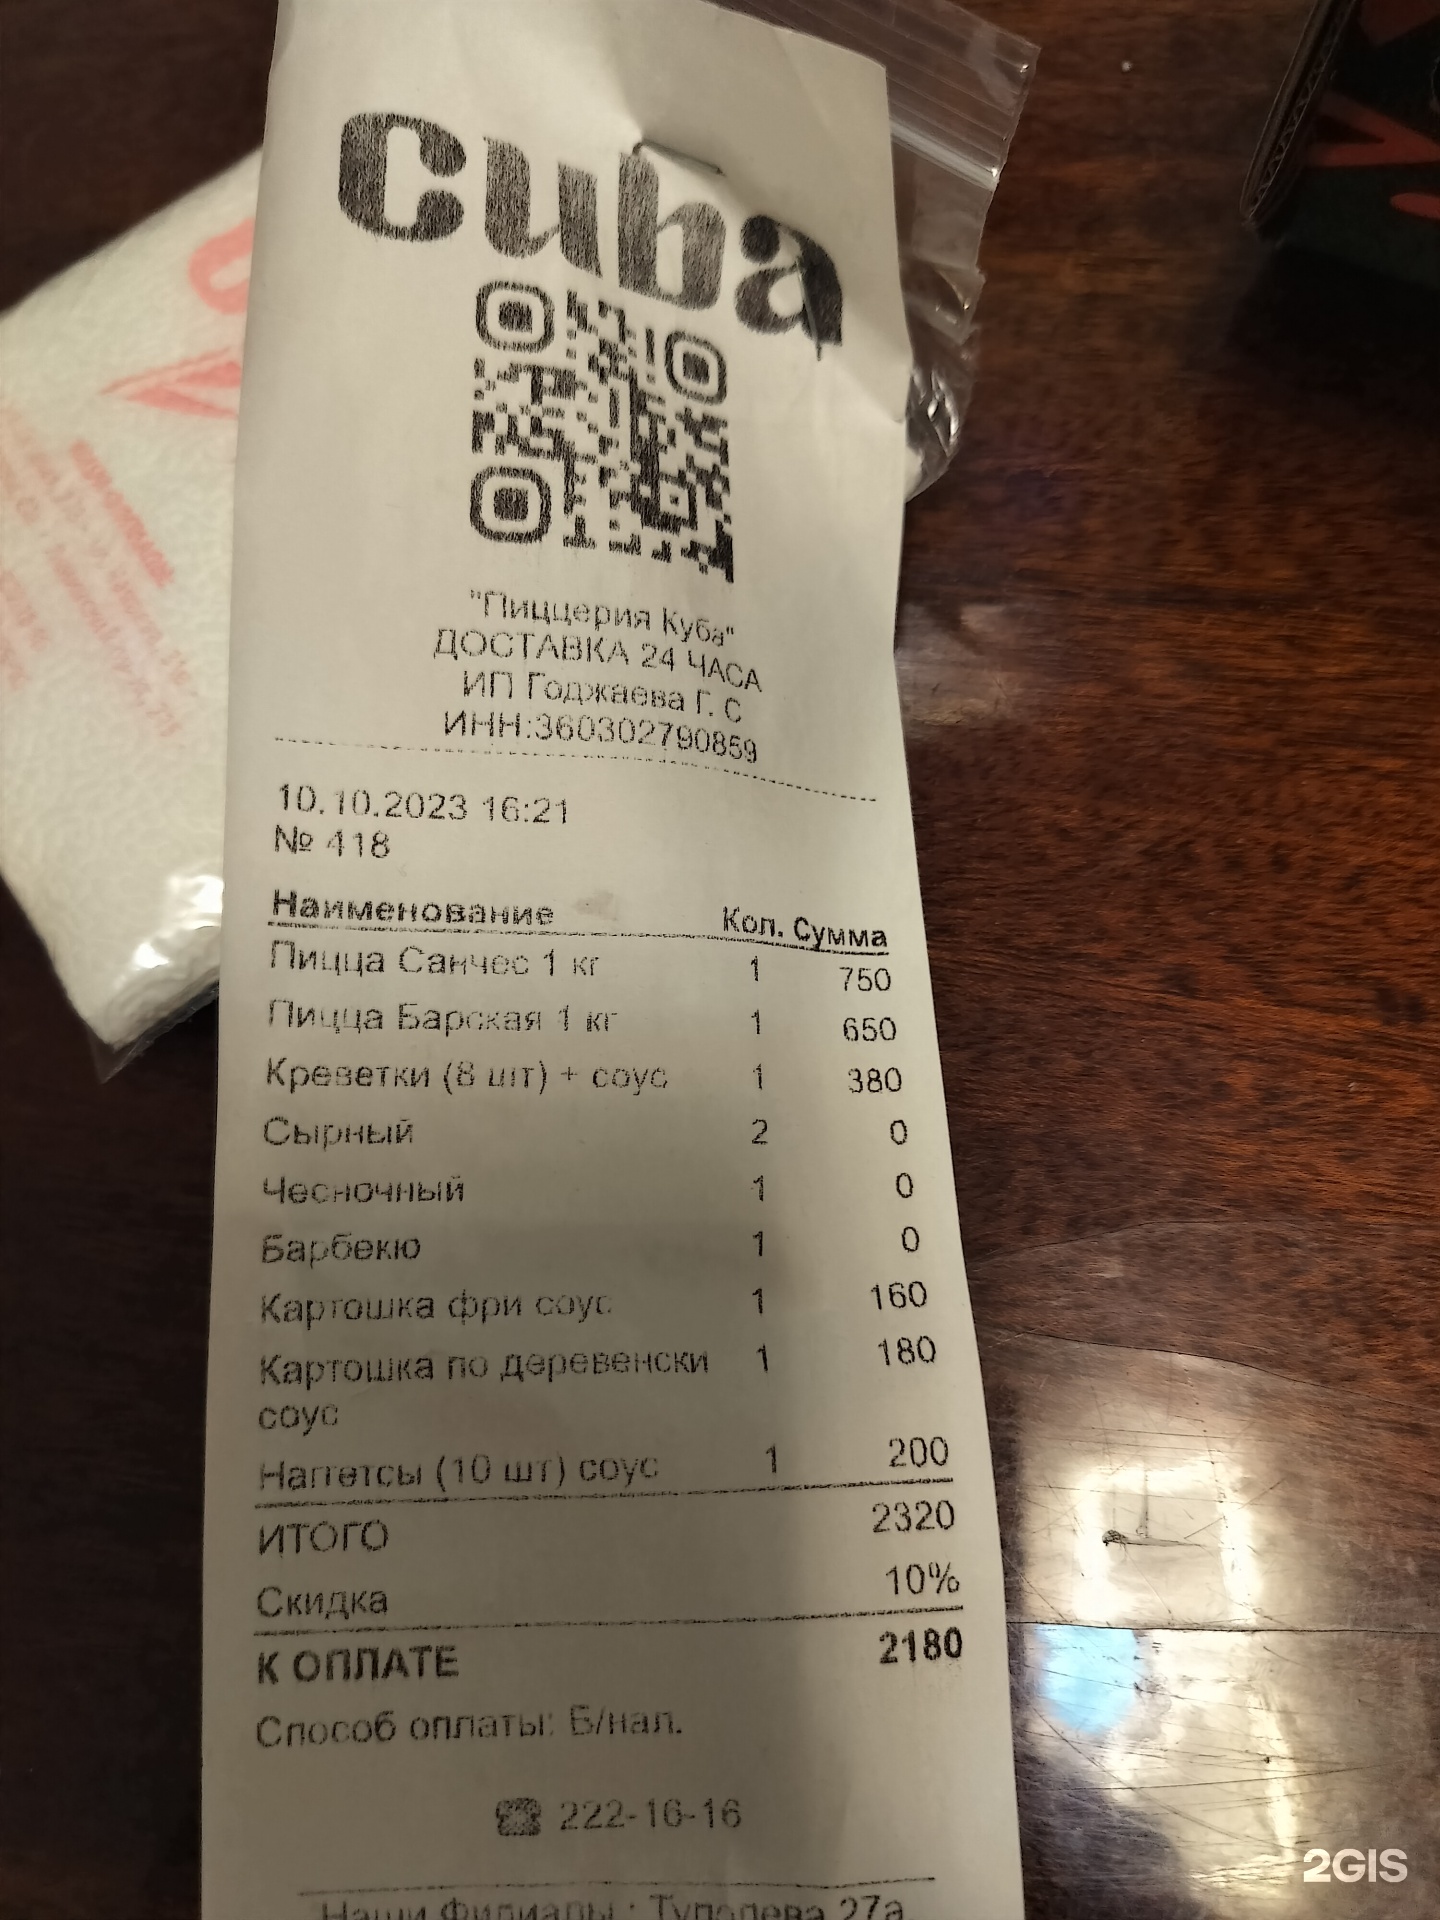 cuba
"Пиццерия Куба"
ДОСТАВКА 24 ЧАСА
ИП Годжаева Г. С
ИНН:360302790859
10.10.2023 16:21
№ 418
Наименование Кол. Сумма
Пицца Санчес 1 кг 1 750
Пицца Барская 1 кг 1 650
Креветки (8 шт) + соус 1 380
Сырный 2 0
Чесночный 1 0
Барбекю 1 0
Картошка фри соус 1 160
Картошка по деревенски 1 180
соус
Наггетсы (10 шт) соус 1 200
ИТОГО 2320
Скидка 10%
К ОПЛАТЕ 2180
Способ оплаты: Б/нал.
222-16-16
Наши Филиалы : Туполева 27а
2GIS